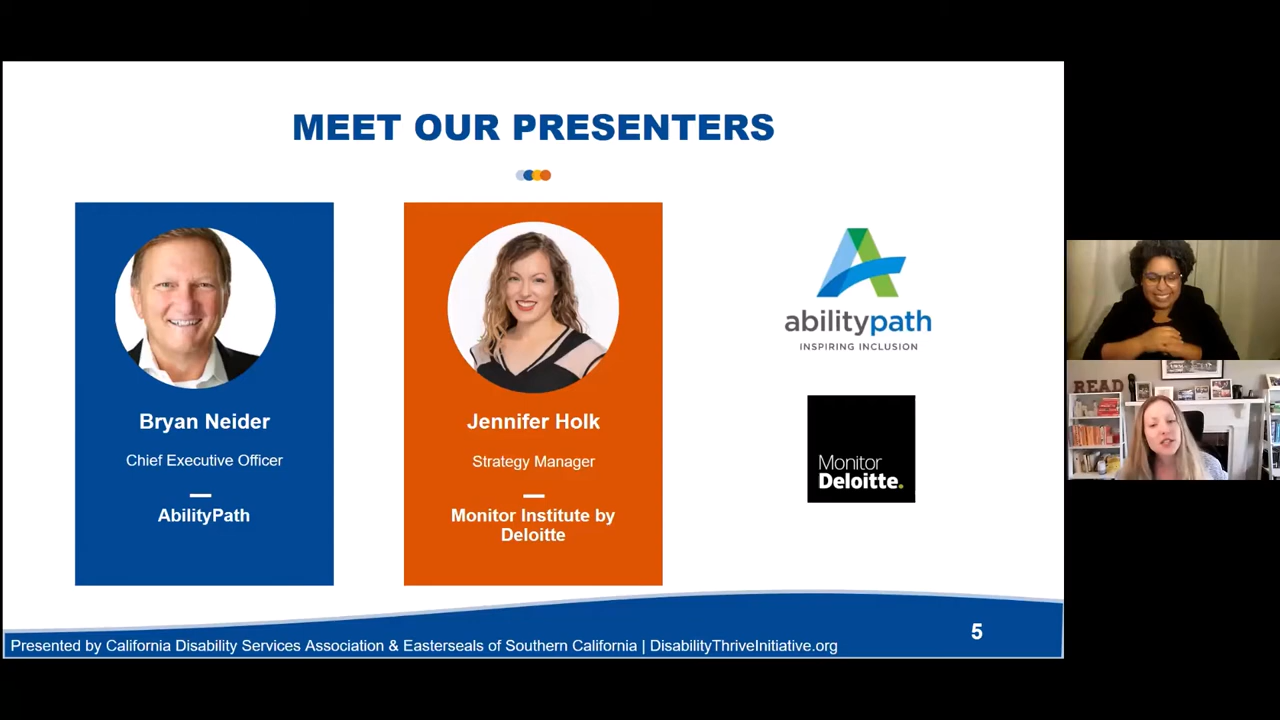 MEET OUR PRESENTERS
Bryan Neider
Chief Executive Officer
AbilityPath
Jennifer Holk
Strategy Manager
Monitor Institute by
Deloitte
abilitypath
INSPIRING INCLUSION
Monitor
Deloitte.
READ
Presented by California Disability Services Association & Easterseals of Southern California | DisabilityThriveInitiative.org
5